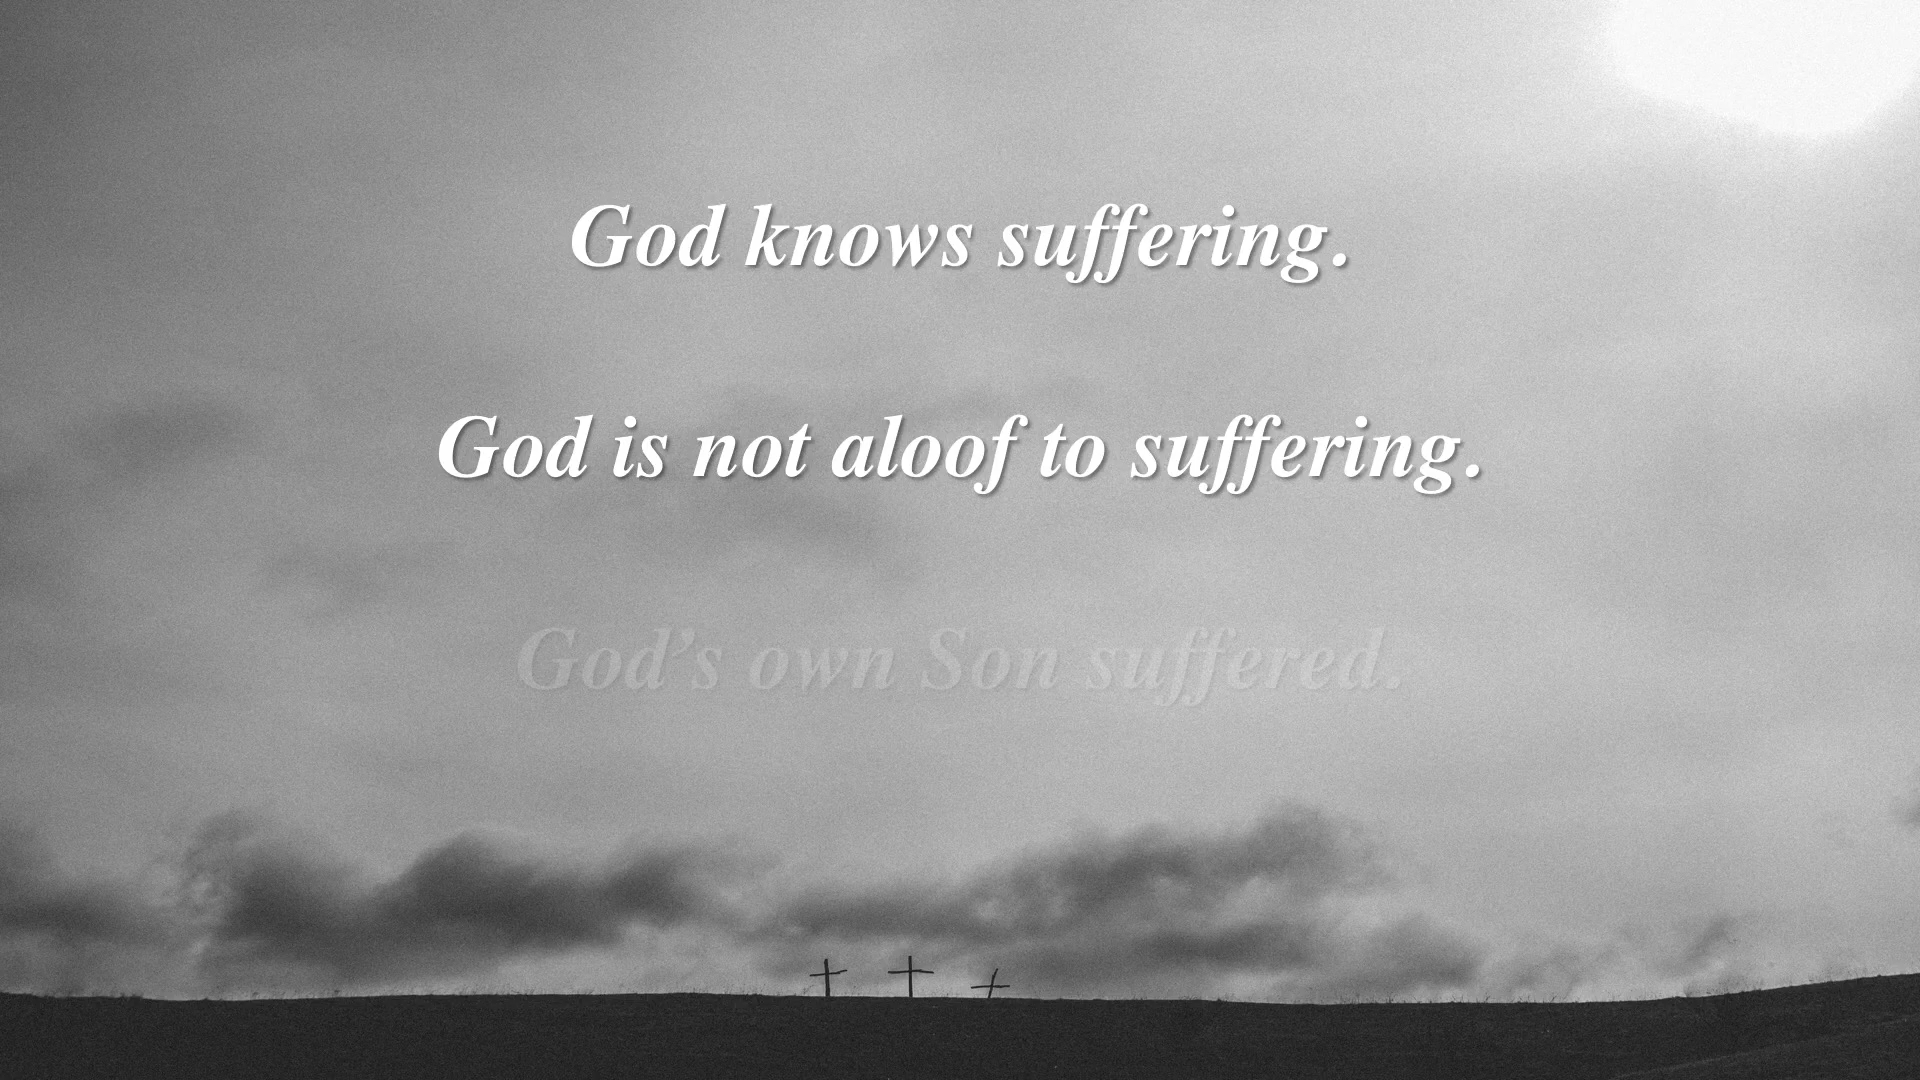 God knows suffering.
God is not aloof to suffering.
God’s own Son suffered.